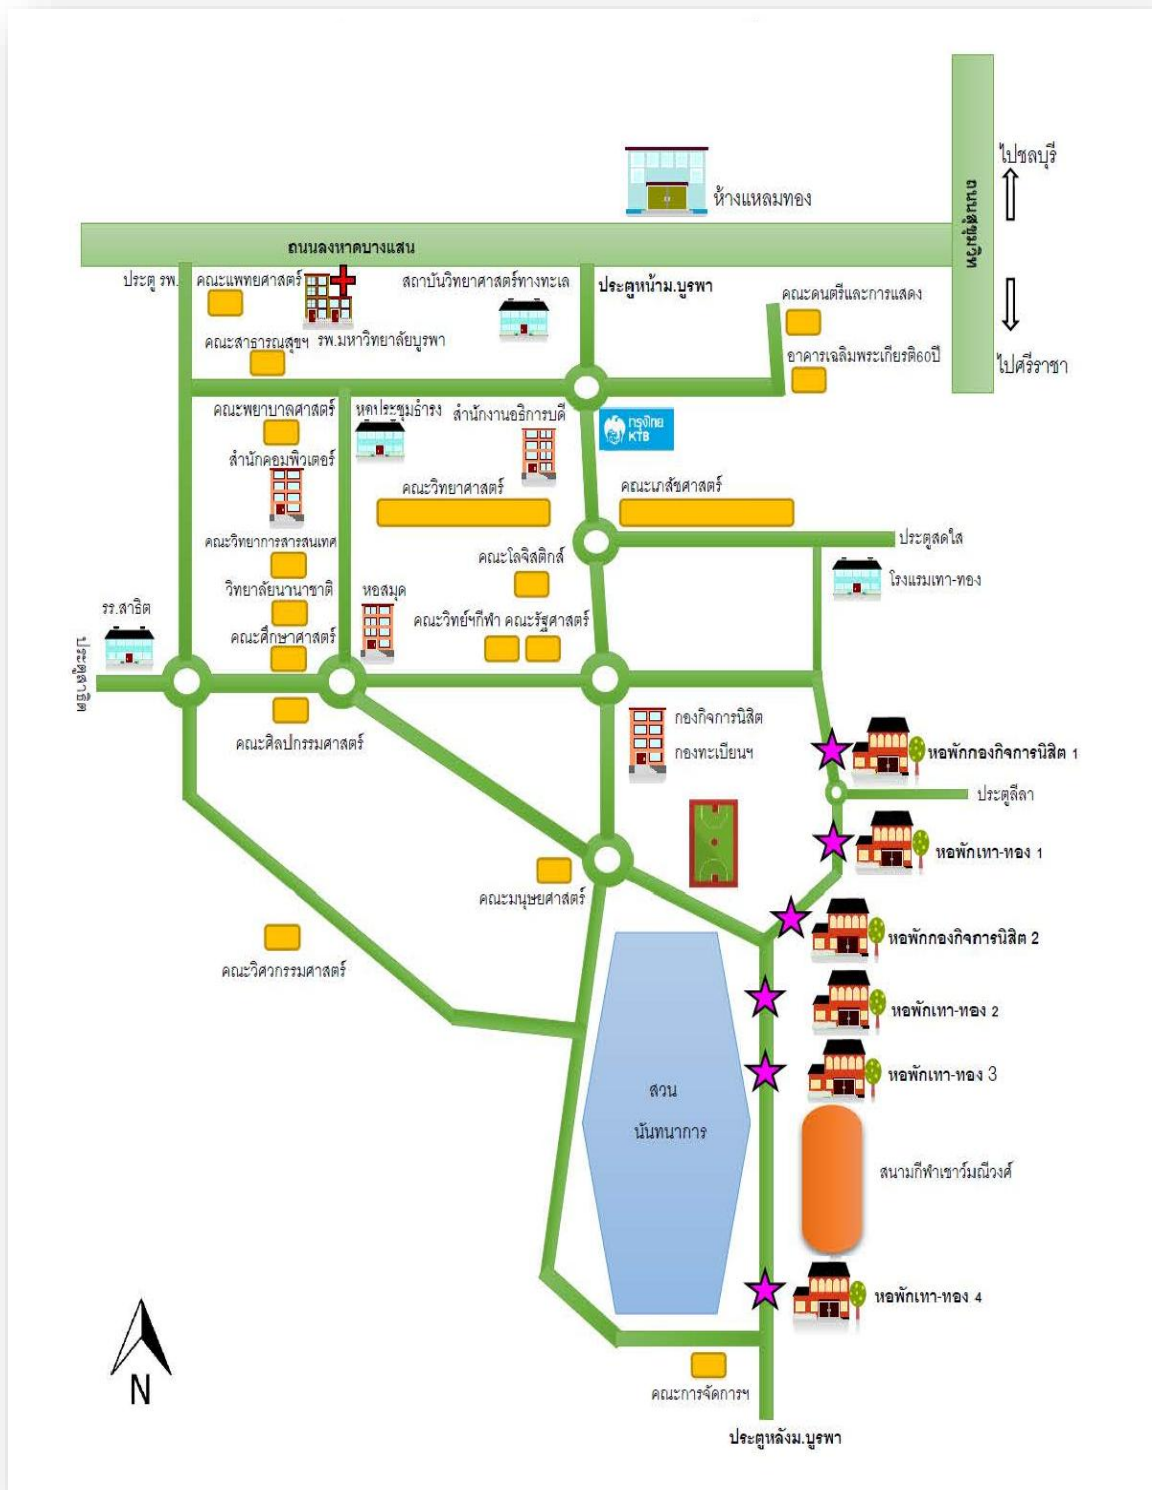 ไปชลบุรี
ห้างแหลมทอง
ถนนสุขุมวิท
ถนนลงหาดบางแสน
ประตู รพ.
คณะแพทยศาสตร์
สถาบันวิทยาศาสตร์ทางทะเล
ประตูหน้าม.บูรพา
คณะดนตรีและการแสดง
คณะสาธารณสุขฯ
รพ.มหาวิทยาลัยบูรพา
อาคารเฉลิมพระเกียรติ60ปี
ไปศรีราชา
คณะพยาบาลศาสตร์
หอประชุมธำรง
สำนักงานอธิการบดี
กรุงไทย
KTB
สำนักคอมพิวเตอร์
คณะวิทยาศาสตร์
คณะเภสัชศาสตร์
คณะวิทยาการสารสนเทศ
ประตูสดใส
คณะโลจิสติกส์
โรงแรมเทา-ทอง
วิทยาลัยนานาชาติ
หอสมุด
รร.สาธิต
คณะวิทย์ฯกีฬา
คณะรัฐศาสตร์
คณะศึกษาศาสตร์
ประตูสาธิต
คณะศิลปกรรมศาสตร์
กองกิจการนิสิต
กองทะเบียนฯ
หอพักกองกิจการนิสิต 1
ประตูลีลา
หอพักเทา-ทอง 1
คณะมนุษยศาสตร์
หอพักกองกิจการนิสิต 2
คณะวิศวกรรมศาสตร์
หอพักเทา-ทอง 2
หอพักเทา-ทอง 3
สวน
นันทนาการ
สนามกีฬาเชาว์มณีวงศ์
หอพักเทา-ทอง 4
N
คณะการจัดการฯ
ประตูหลังม.บูรพา